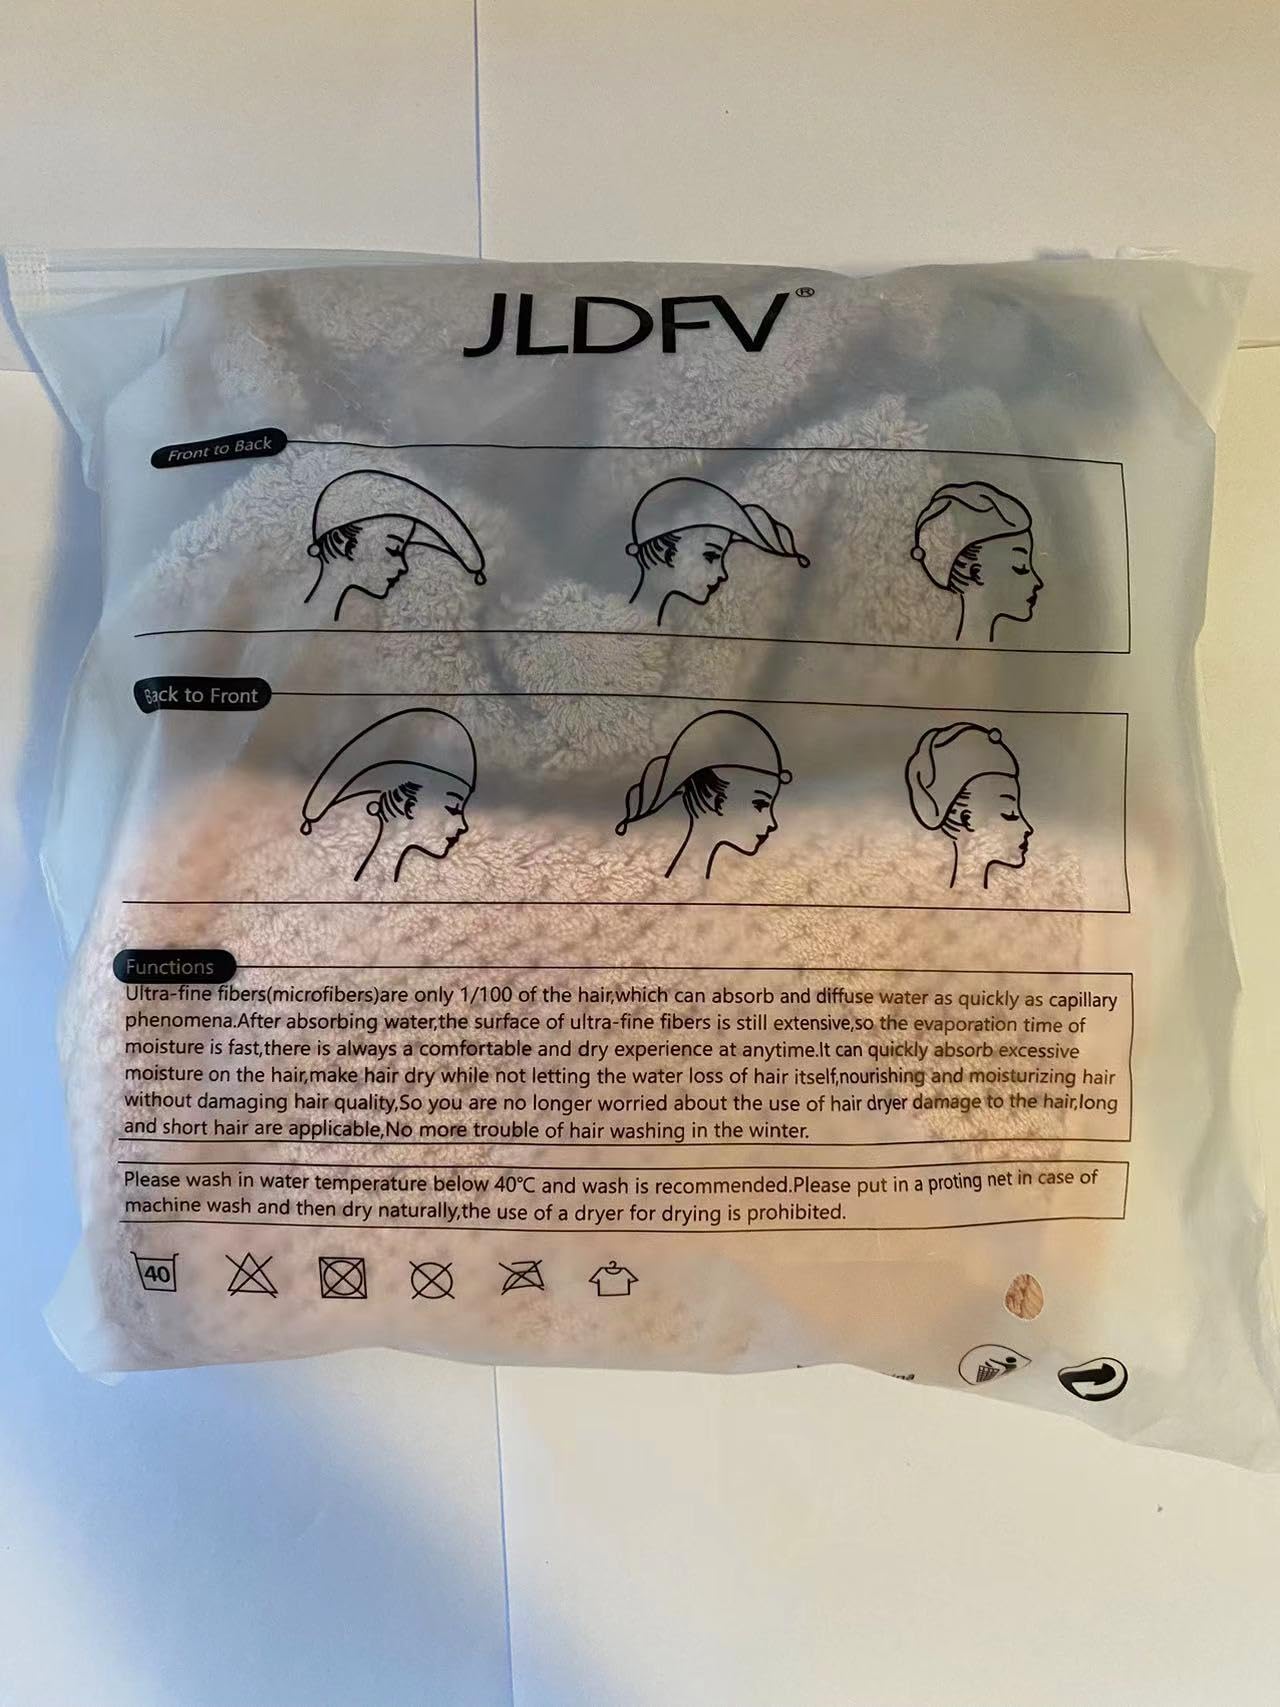 JLDFV®
Front to Back
Back to Front
Functions
Ultra-fine fibers(microfibers)are only 1/100 of the hair,which can absorb and diffuse water as quickly as capillary
phenomena.After absorbing water,the surface of ultra-fine fibers is still extensive,so the evaporation time of
moisture is fast,there is always a comfortable and dry experience at anytime.It can quickly absorb excessive
moisture on the hair,make hair dry while not letting the water loss of hair itself,nourishing and moisturizing hair
without damaging hair quality,So you are no longer worried about the use of hair dryer damage to the hair,long
and short hair are applicable,No more trouble of hair washing in the winter.
Please wash in water temperature below 40°C and wash is recommended.Please put in a proting net in case of
machine wash and then dry naturally,the use of a dryer for drying is prohibited.
40